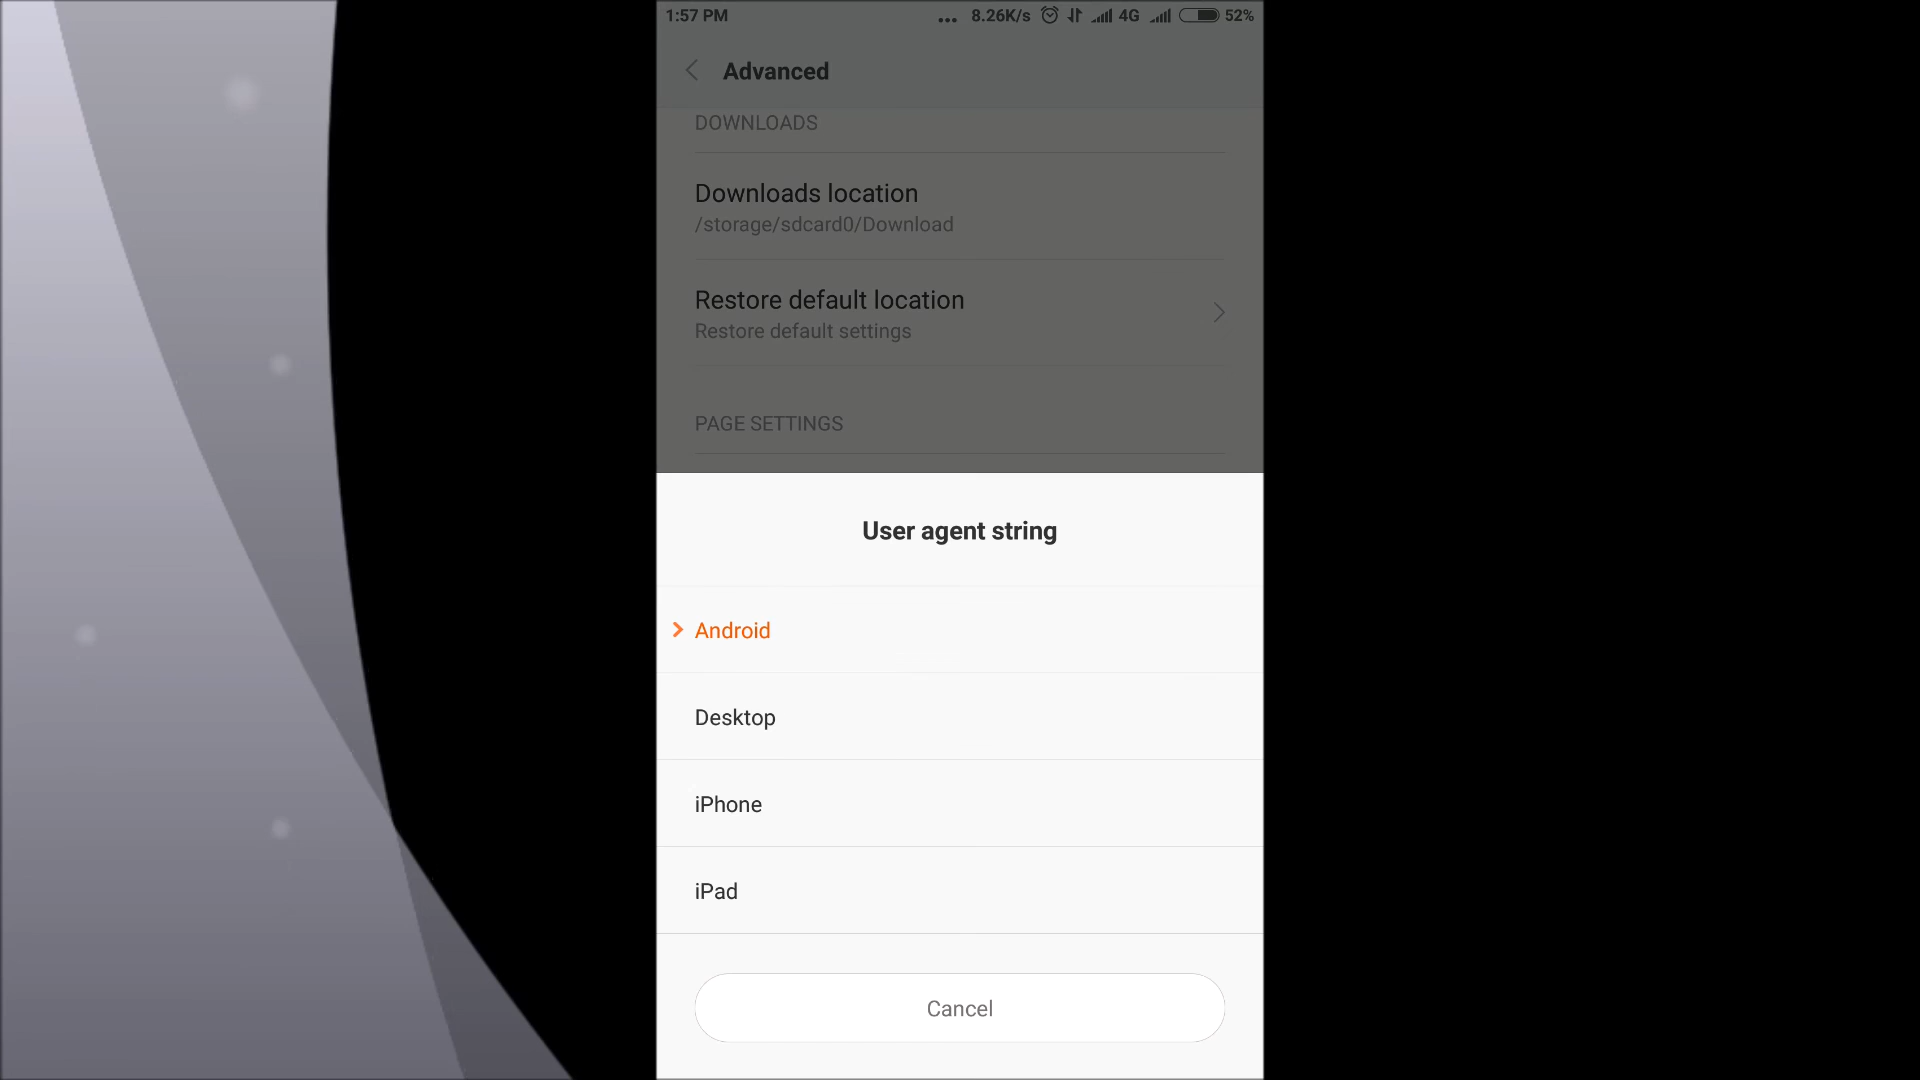 1:57 PM ... 8.26K/s 4G 52%
Advanced
DOWNLOADS
Downloads location
/storage/sdcard0/Download
Restore default location
Restore default settings
PAGE SETTINGS
User agent string
Android
Desktop
iPhone
iPad
Cancel